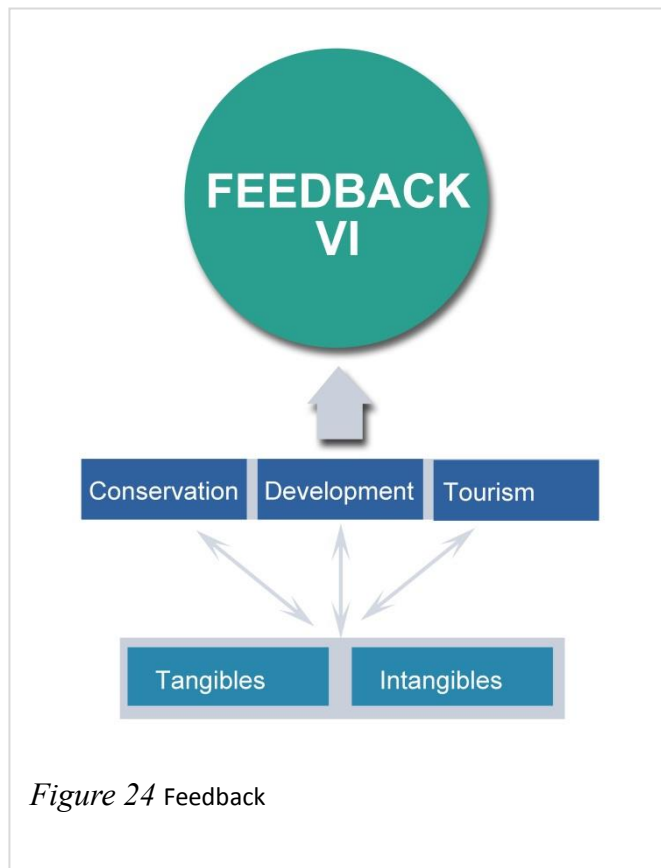 FEEDBACK
VI
Conservation Development Tourism
Tangibles Intangibles
Figure 24 Feedback